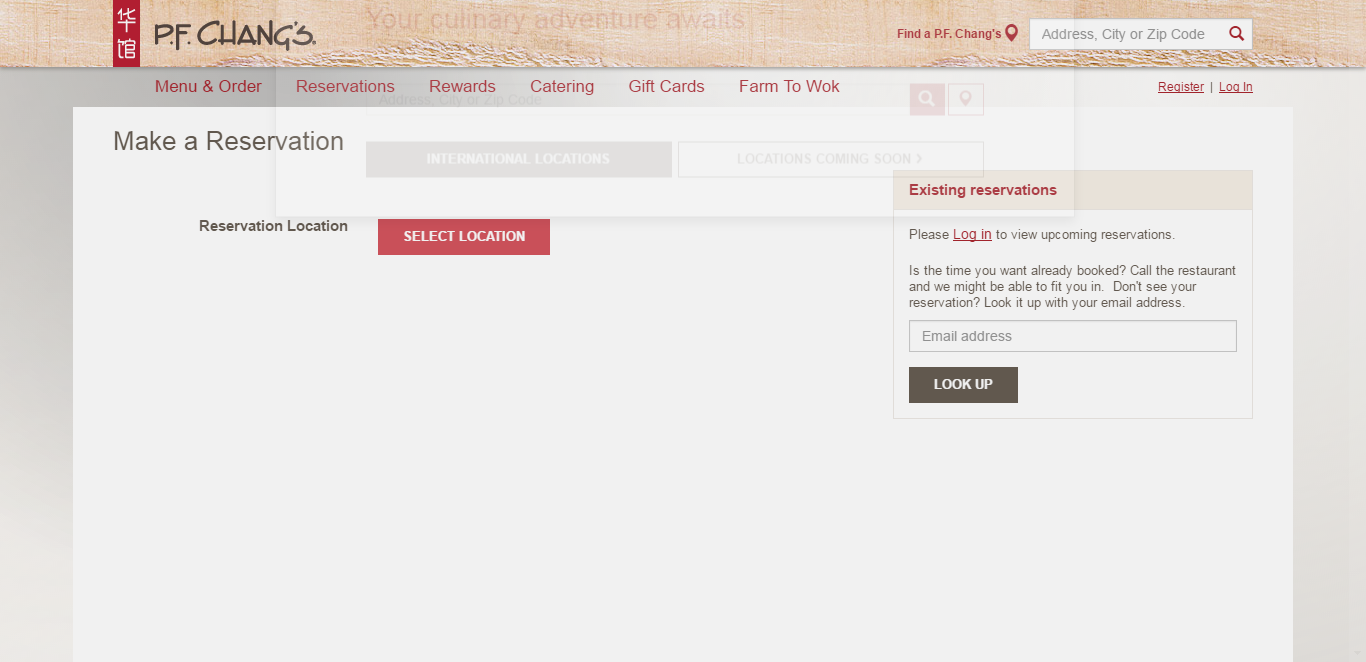 华
馆
P.F. CHANG'S
Your culinary adventure awaits
Find a P.F. Chang's
Address, City or Zip Code
Menu & Order
Reservations
Rewards
Catering
Gift Cards
Farm To Wok
Register | Log In
Address, City or Zip Code
Make a Reservation
INTERNATIONAL LOCATIONS
LOCATIONS COMING SOON >
Existing reservations
Reservation Location
SELECT LOCATION
Please Log in to view upcoming reservations.
Is the time you want already booked? Call the restaurant
and we might be able to fit you in. Don't see your
reservation? Look it up with your email address.
Email address
LOOK UP